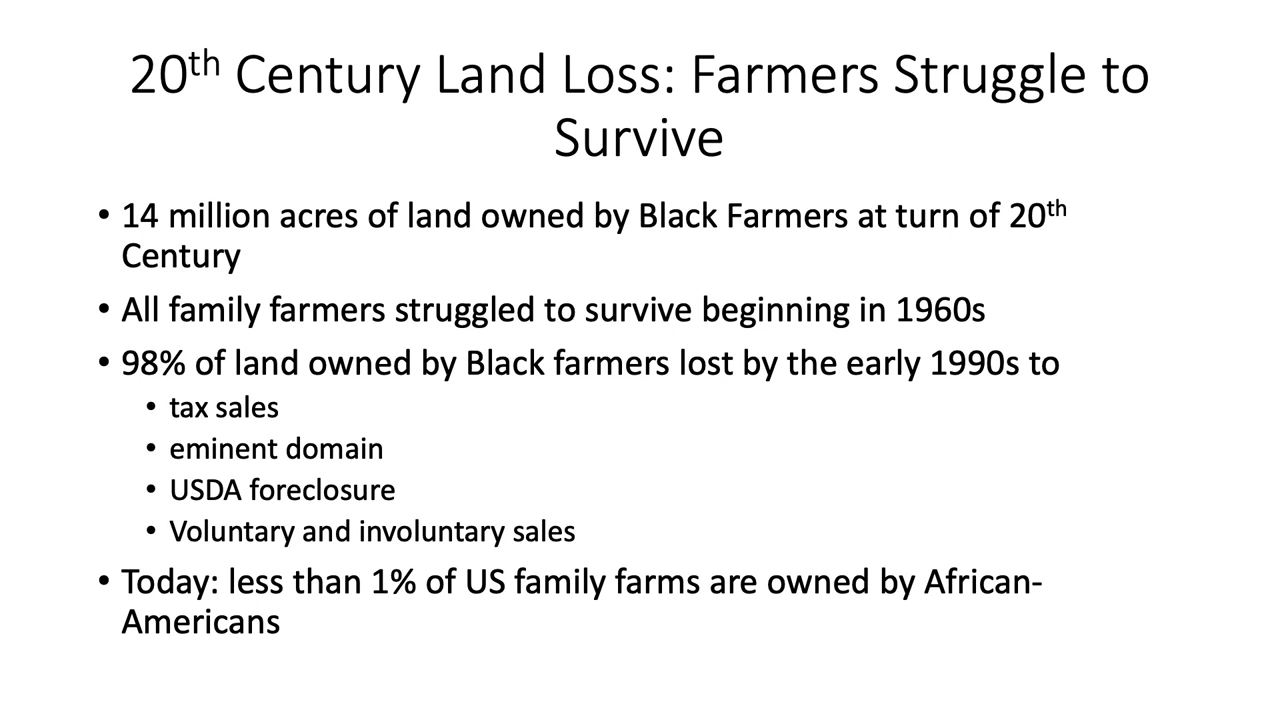 20th Century Land Loss: Farmers Struggle to
Survive
• 14 million acres of land owned by Black Farmers at turn of 20th
Century
• All family farmers struggled to survive beginning in 1960s
• 98% of land owned by Black farmers lost by the early 1990s to
• tax sales
• eminent domain
• USDA foreclosure
• Voluntary and involuntary sales
• Today: less than 1% of US family farms are owned by African-
Americans